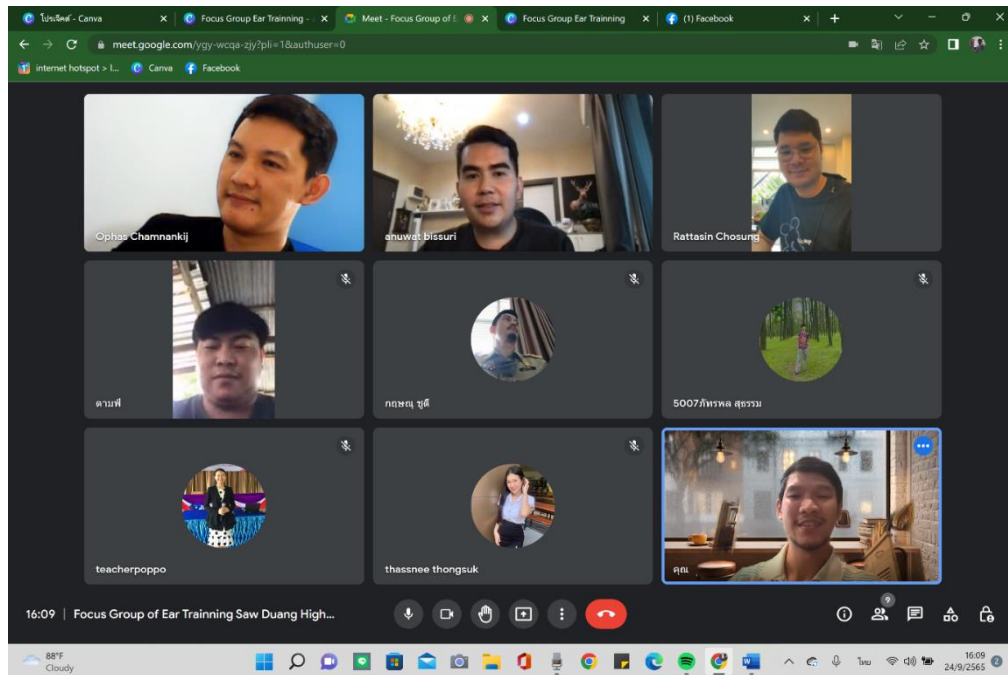 โปรเจ็คต์ - Canva
Focus Group Ear Trainning -
Meet - Focus Group of E
Focus Group Ear Trainning
(1) Facebook
meet.google.com/ygy-wcqa-zjy?pli=1&authuser=0
internet hotspot > l...
Canva
Facebook
Ophas Chamnankij
anuwat bissuri
Rattasin Chosung
ตามฟ้
กฤษณุ ชูดี
5007ภัทรพล สุธรรม
teacherpoppo
thassnee thongsuk
คุณ
16:09 | Focus Group of Ear Trainning Saw Duang High...
9
88°F
Cloudy
ไทย
16:09
24/9/2565
2